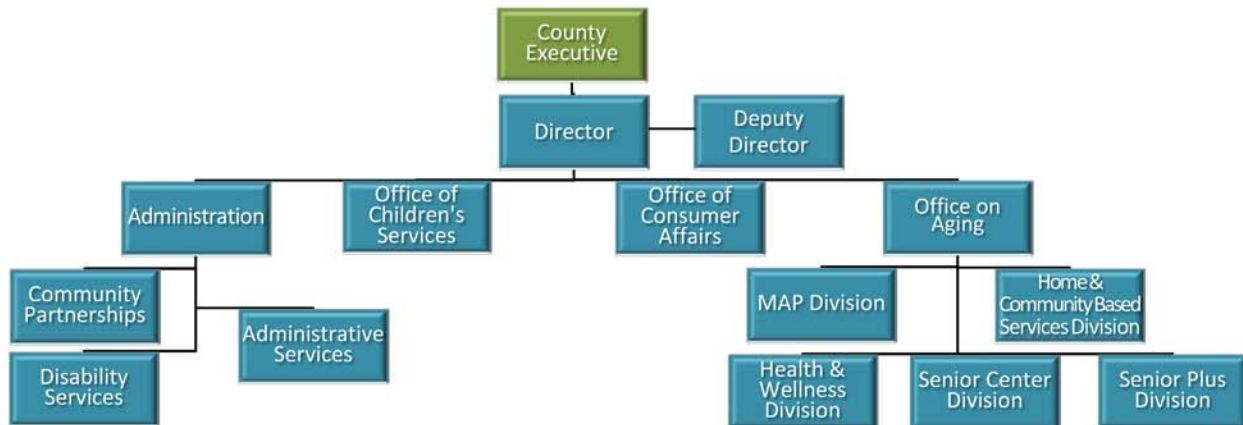 County
Executive
Director
Deputy
Director
Administration
Office of
Children's
Services
Office of
Consumer
Affairs
Office on
Aging
Community
Partnerships
Administrative
Services
Disability
Services
MAP Division
Home &
Community Based
Services Division
Health &
Wellness
Division
Senior Center
Division
Senior Plus
Division